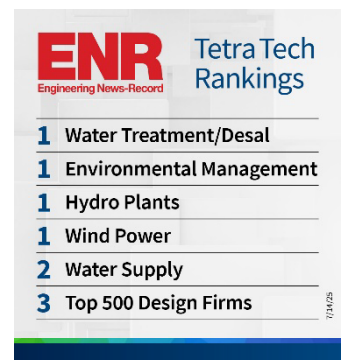 ENR
Engineering News-Record
Tetra Tech
Rankings
1 Water Treatment/Desal
1 Environmental Management
1 Hydro Plants
1 Wind Power
2 Water Supply
3 Top 500 Design Firms
7/14/25